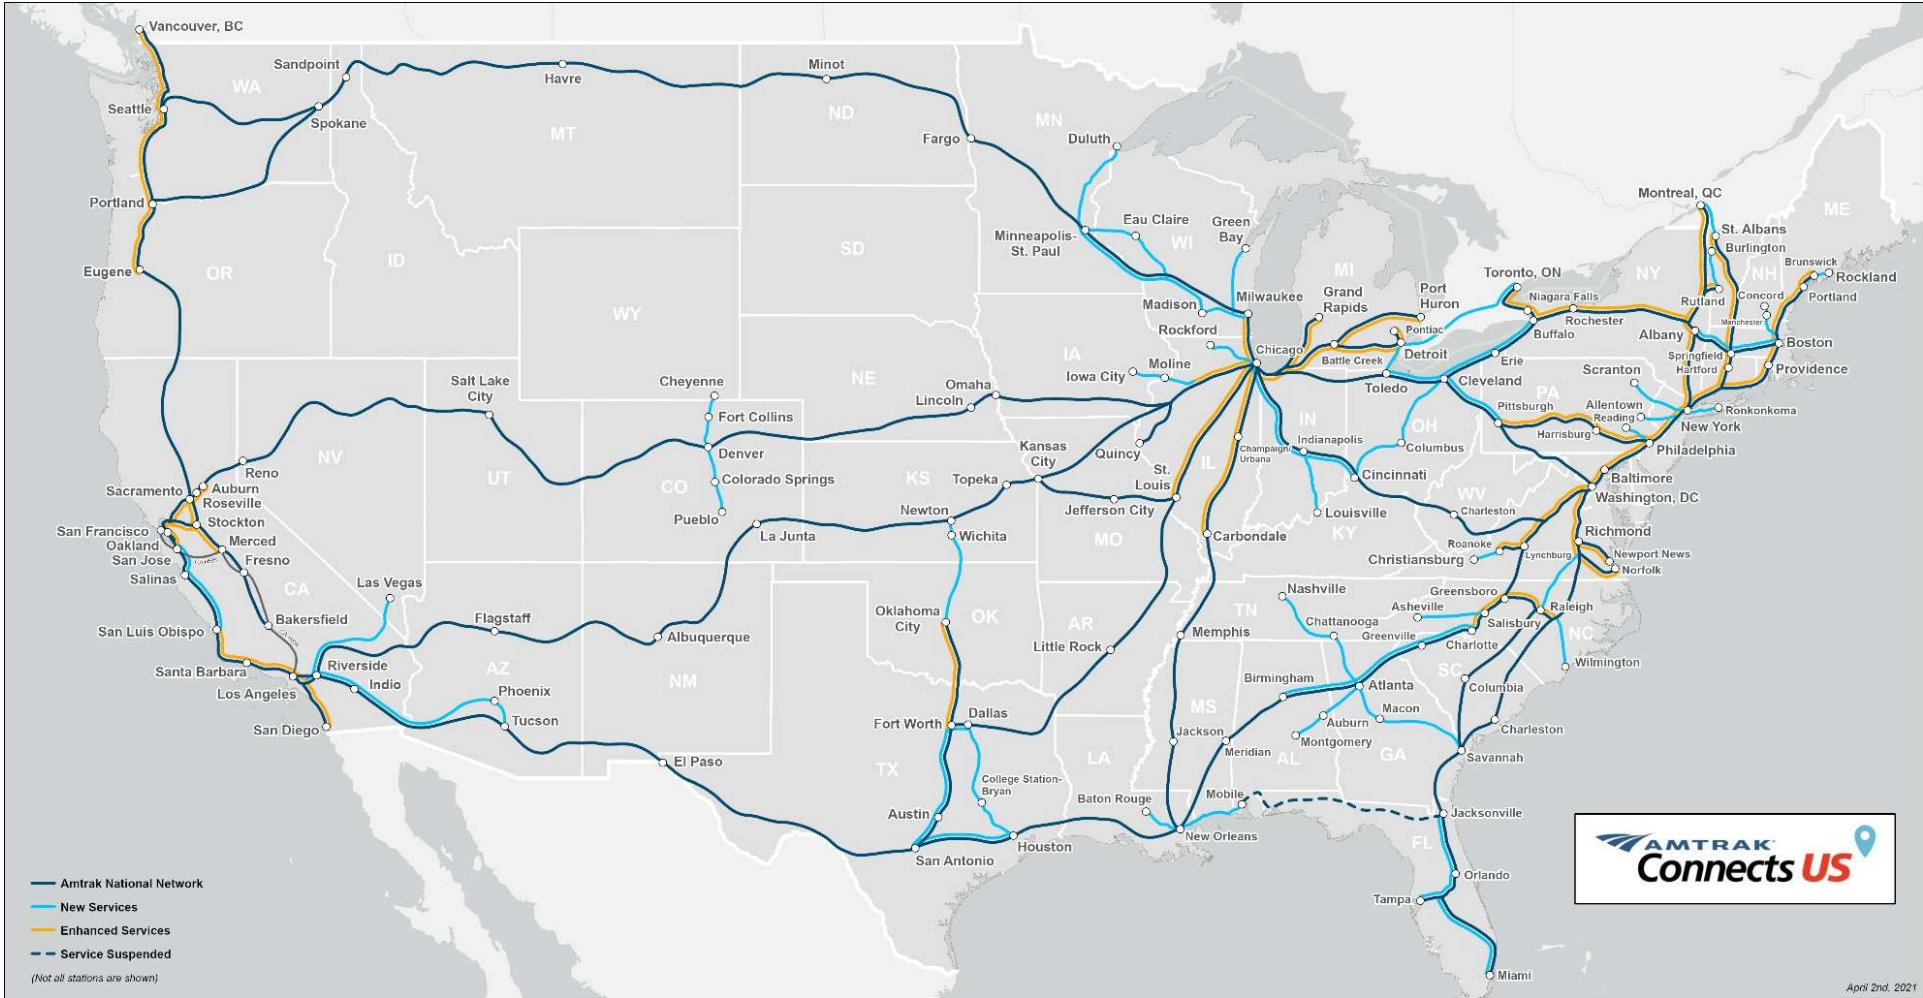 Vancouver, BC
Sandpoint
Havre
Minot
WA
Seattle
Spokane
MT
ND
Fargo
MN
Duluth
Portland
Eugene
OR
ID
SD
WY
Minneapolis-
St. Paul
Eau Claire
Green
Bay
WI
Madison
Milwaukee
Rockford
MI
Grand
Rapids
Port
Huron
Pontiac
Battle Creek
Detroit
Chicago
Toledo
Toronto, ON
Niagara Falls
Buffalo
Rochester
Erie
Cleveland
Montreal, QC
ME
St. Albans
Burlington
NY
NH
Brunswick
Rockland
Rutland
Concord
Portland
Manchester
Albany
Boston
Springfield
Hartford
Providence
Scranton
PA
Pittsburgh
Allentown
Reading
Ronkonkoma
New York
Harrisburg
Philadelphia
Baltimore
Washington, DC
IA
Moline
Iowa City
Omaha
Lincoln
NE
Salt Lake
City
Cheyenne
Fort Collins
Denver
Colorado Springs
CO
Pueblo
NV
UT
Reno
Sacramento
Auburn
Roseville
Stockton
San Francisco
Oakland
Merced
San Jose
Fresno
Salinas
CA
Las Vegas
Bakersfield
San Luis Obispo
Santa Barbara
Los Angeles
Riverside
Indio
San Diego
Flagstaff
AZ
Phoenix
Tucson
Albuquerque
NM
El Paso
La Junta
KS
Topeka
Newton
Wichita
Kansas
City
Quincy
St.
Louis
Jefferson City
MO
IL
Champaign/
Urbana
IN
Indianapolis
OH
Columbus
Cincinnati
Louisville
KY
WV
Charleston
Carbondale
Richmond
Roanoke
Lynchburg
Christiansburg
Newport News
Norfolk
Nashville
TN
Chattanooga
Greensboro
Asheville
Raleigh
Salisbury
Greenville
Charlotte
NC
Wilmington
Memphis
Oklahoma
City
OK
AR
Little Rock
Birmingham
Atlanta
SC
Columbia
MS
Auburn
Macon
Montgomery
Charleston
Jackson
Meridian
AL
GA
Savannah
Fort Worth
Dallas
TX
LA
College Station-
Bryan
Baton Rouge
Mobile
New Orleans
Jacksonville
Austin
San Antonio
Houston
FL
Orlando
Tampa
Miami
Amtrak National Network
New Services
Enhanced Services
Service Suspended
(Not all stations are shown)
AMTRAK
Connects US
April 2nd, 2021